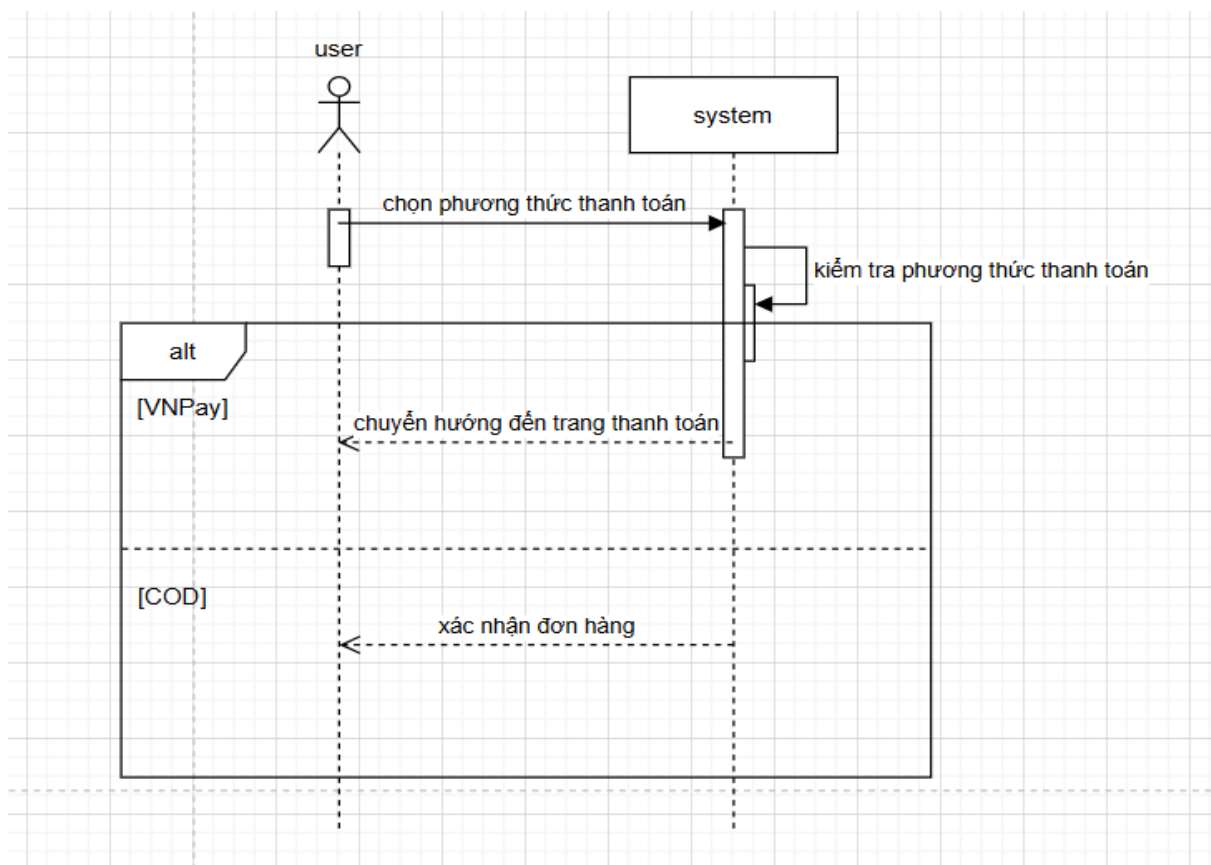 user
system
chọn phương thức thanh toán
kiểm tra phương thức thanh toán
alt
[VNPay]
chuyển hướng đến trang thanh toán
[COD]
xác nhận đơn hàng